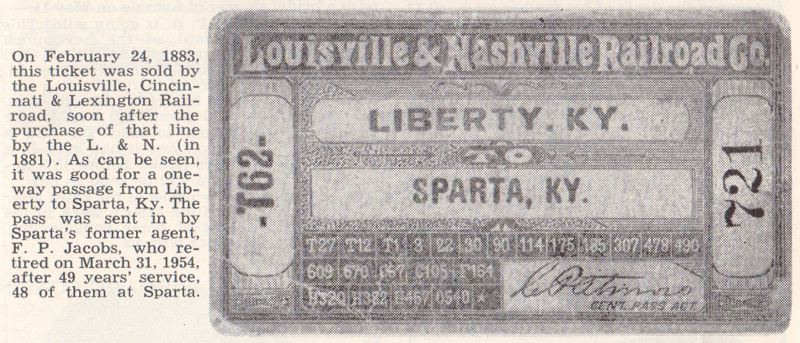 On February 24, 1883,
this ticket was sold by
the Louisville, Cincin-
nati & Lexington Rail-
road, soon after the
purchase of that line
by the L. & N. (in
1881). As can be seen,
it was good for a one-
way passage from Lib-
erty to Sparta, Ky. The
pass was sent in by
Sparta's former agent,
F. P. Jacobs, who re-
tired on March 31, 1954,
after 49 years' service,
48 of them at Sparta.
Louisville & Nashville Railroad Co.
-T62-
LIBERTY, KY.
TO
SPARTA, KY.
721
T27 T12 T1 3 22 30 90 114 175 185 307 478 490
609 670 C105
H382
GEN'L PASS AGT